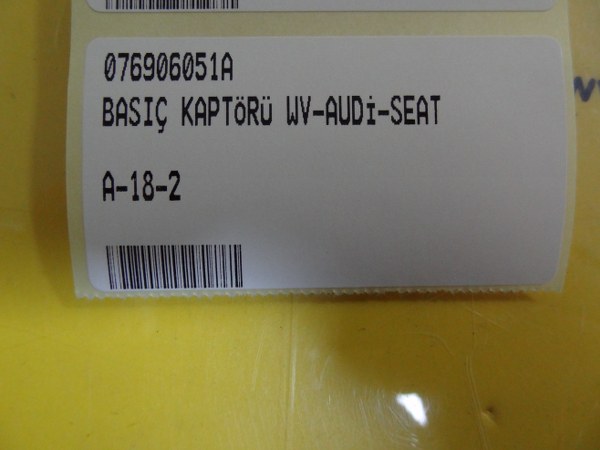 076906051A
BASIÇ KAPTÖRÜ WV-AUDİ-SEAT
A-18-2